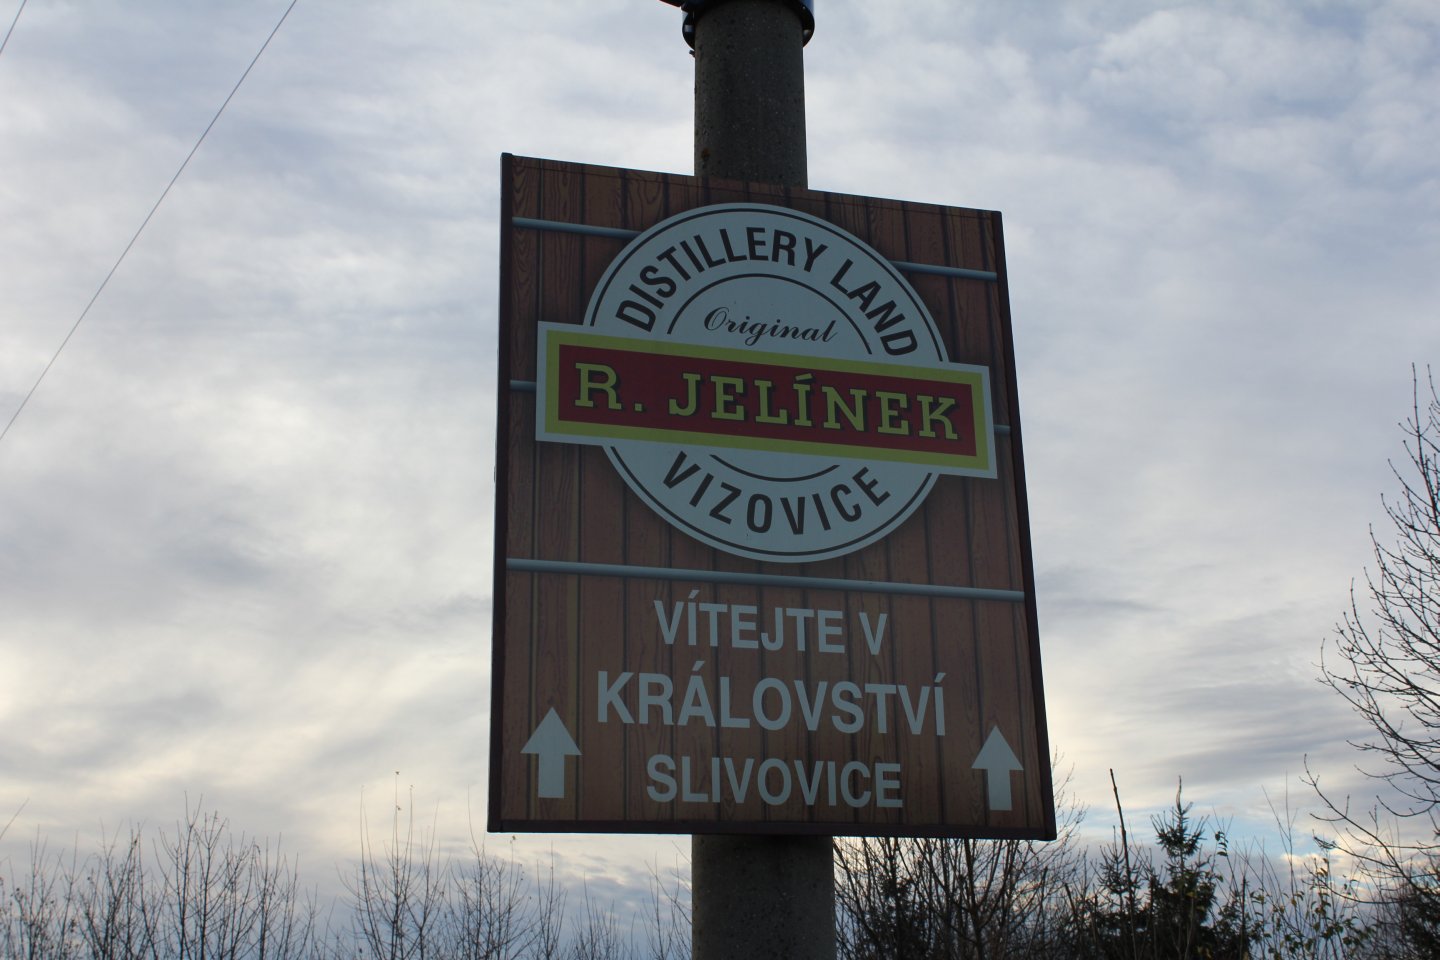 DISTILLERY LAND
Original
R. JELÍNEK
VIZOVICE
VÍTEJTE V
KRÁLOVSTVÍ
SLIVOVICE